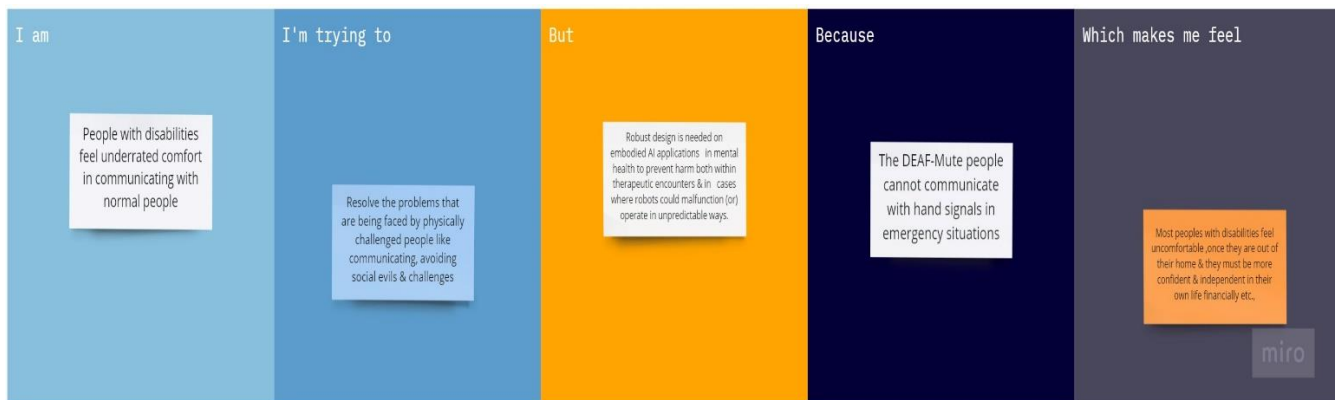 I am
People with disabilities
feel underrated comfort
in communicating with
normal people
I'm trying to
Resolve the problems that
are being faced by physically
challenged people like
communicating, avoiding
social evils & challenges
But
Robust design is needed on
embodied AI applications in mental
health to prevent harm both within
therapeutic encounters & in cases
where robots could malfunction (or)
operate in unpredictable ways.
Because
The DEAF-Mute people
cannot communicate
with hand signals in
emergency situations
Which makes me feel
Most peoples with disabilities feel
uncomfortable ,once they are out of
their home & they must be more
confident & independent in their
own life financially etc.,
miro